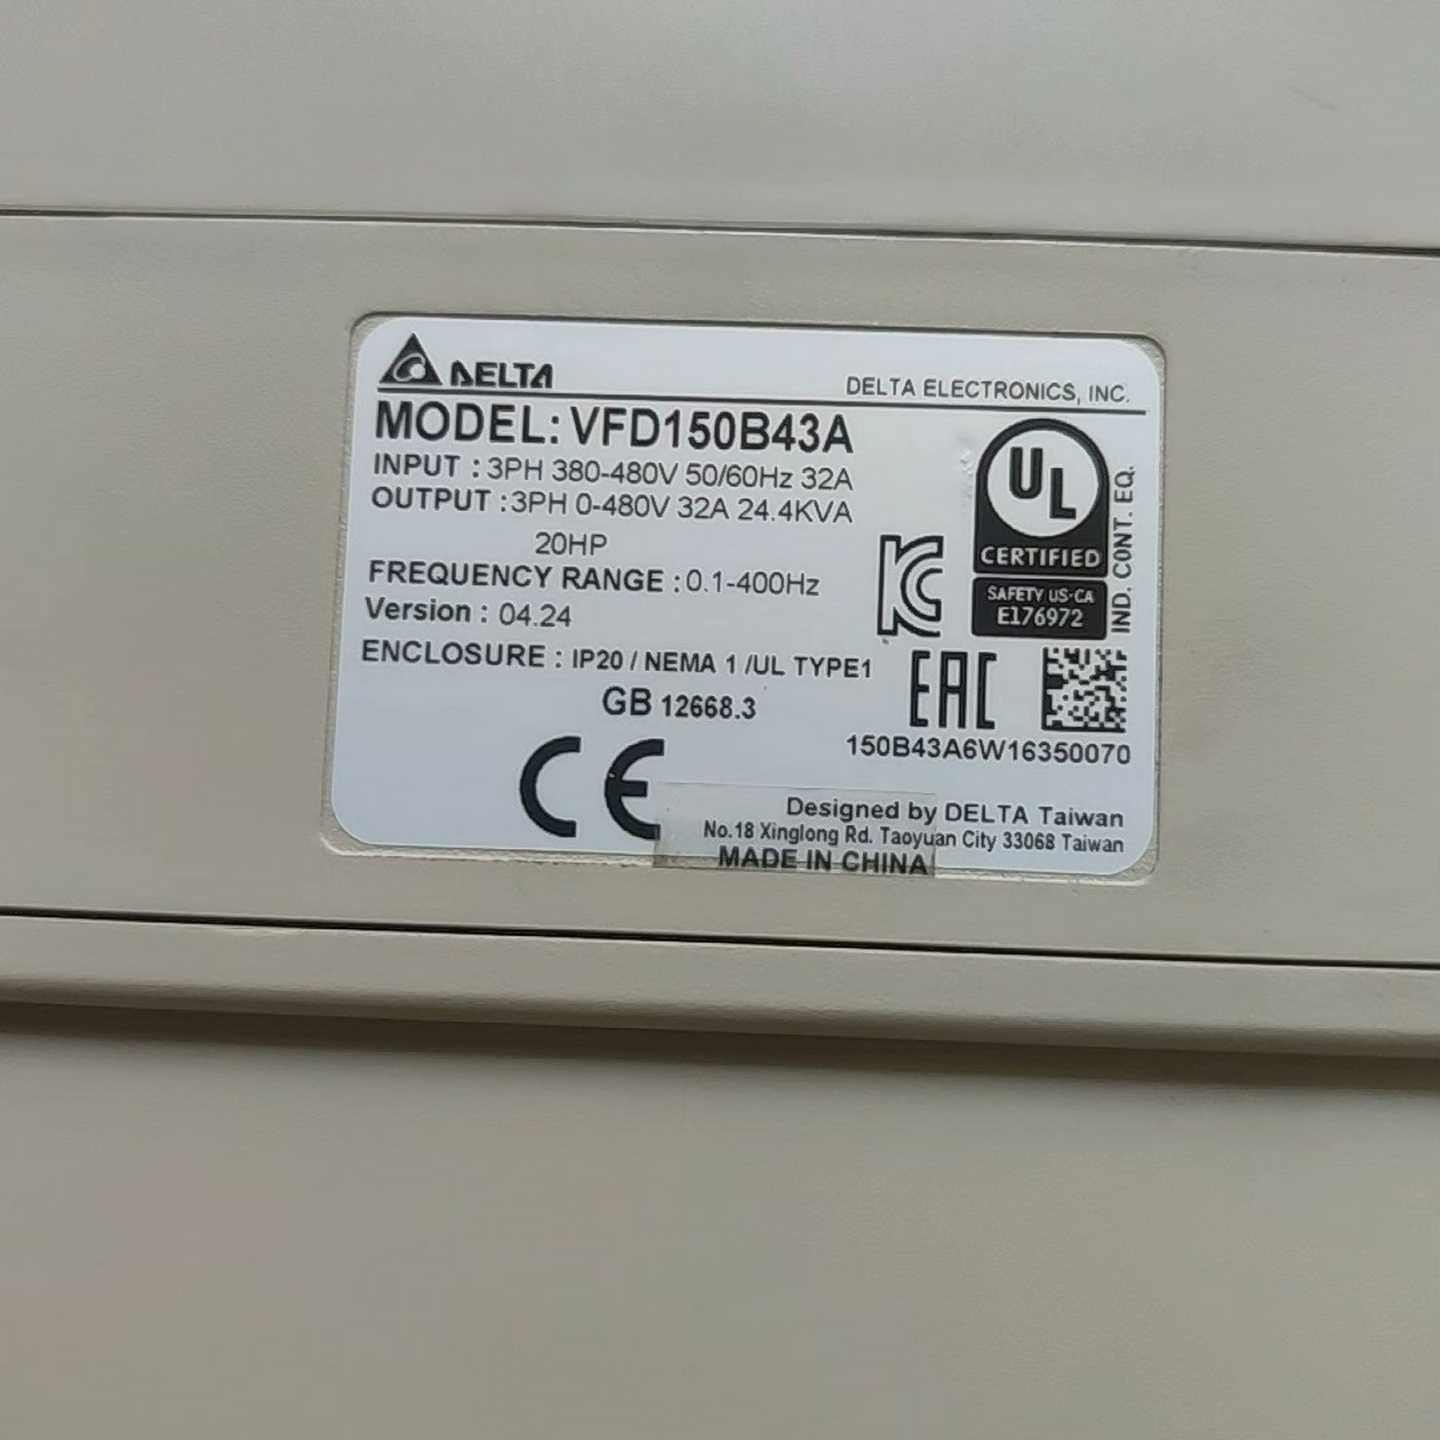 DELTA
DELTA ELECTRONICS, INC.
MODEL: VFD150B43A
INPUT : 3PH 380-480V 50/60Hz 32A
OUTPUT : 3PH 0-480V 32A 24.4KVA
20HP
FREQUENCY RANGE : 0.1-400Hz
Version : 04.24
ENCLOSURE : IP20 / NEMA 1 /UL TYPE1
GB 12668.3
UL
CERTIFIED
SAFETY US-CA
E176972
IND. CONT. EQ.
KC
EAC
150B43A6W16350070
CE
Designed by DELTA Taiwan
No.18 Xinglong Rd. Taoyuan City 33068 Taiwan
MADE IN CHINA